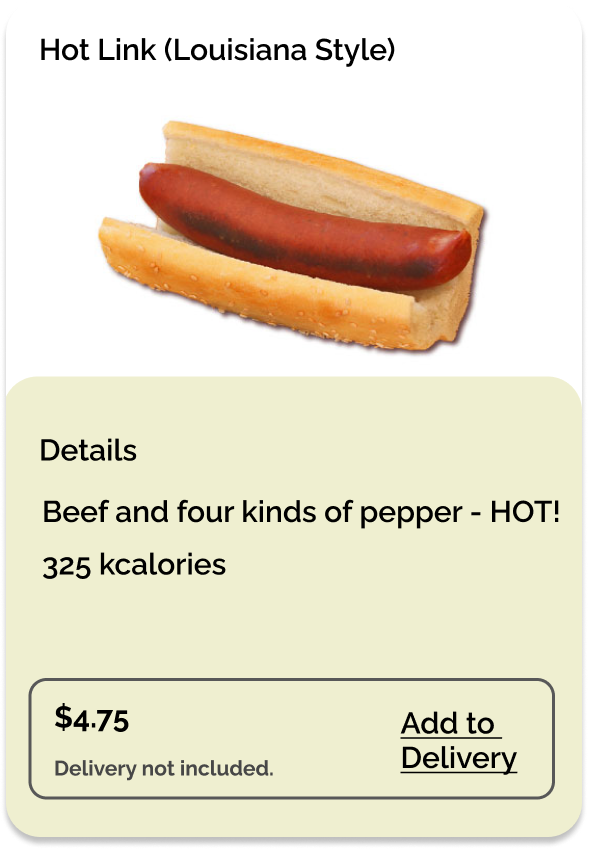 Hot Link (Louisiana Style)
Details
Beef and four kinds of pepper - HOT!
325 kcalories
$4.75
Delivery not included.
Add to
Delivery